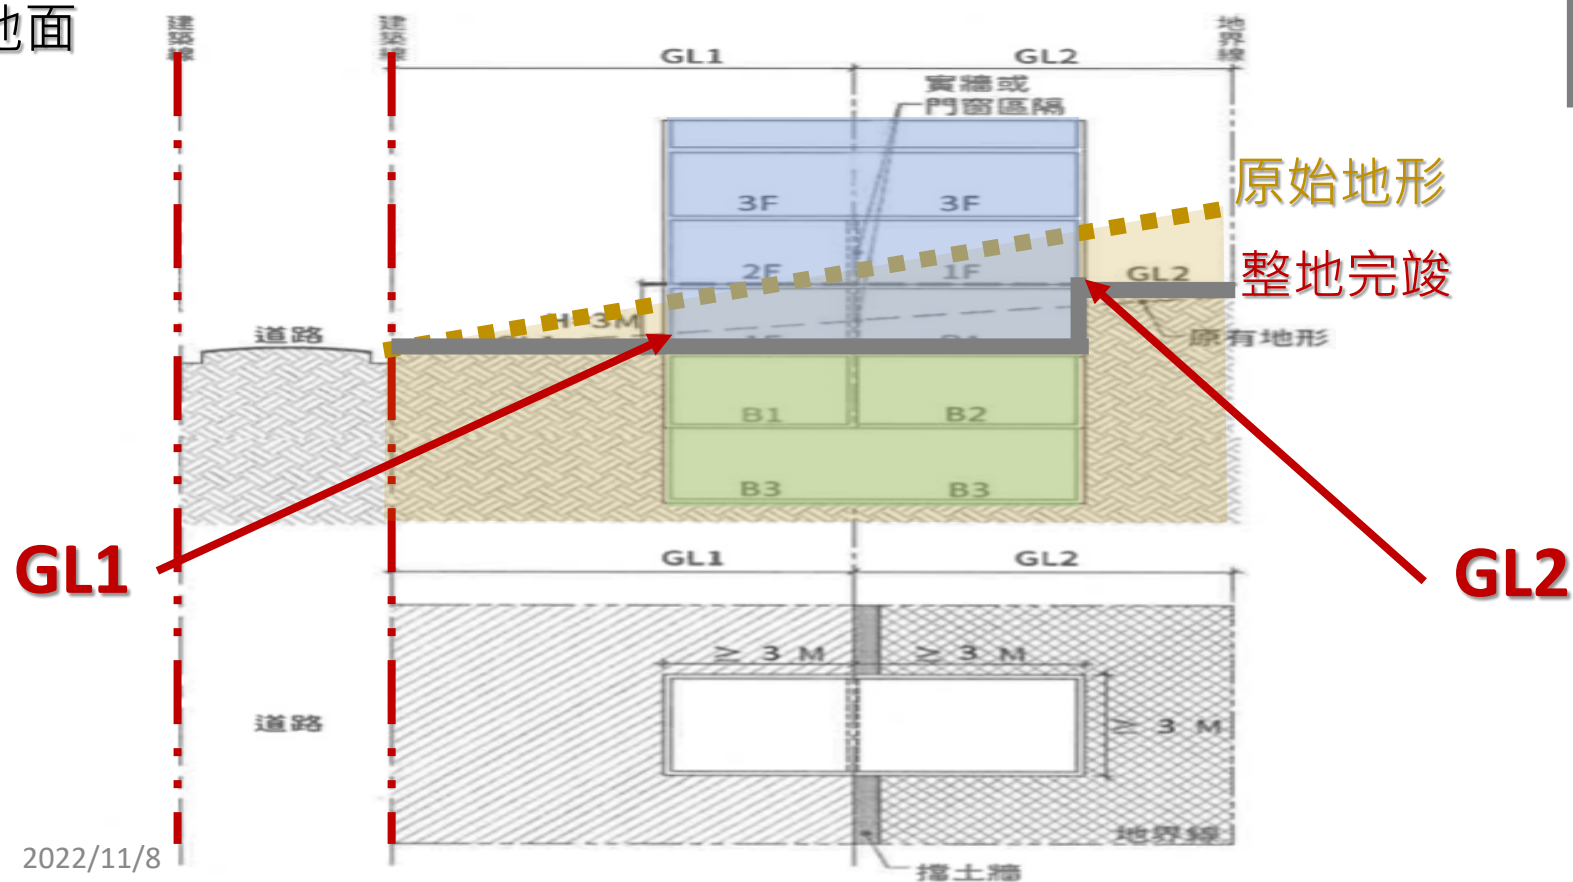 地面
建築線
建築線
地界線
GL1
GL2
實牆或
門窗區隔
原始地形
3F
3F
2F
1F
GL2
整地完竣
H 3M
道路
原有地形
B1
B2
B3
B3
GL1
GL2
GL1
GL2
≥ 3 M
≥ 3 M
道路
≥ 3 M
地界線
2022/11/8
擋土牆